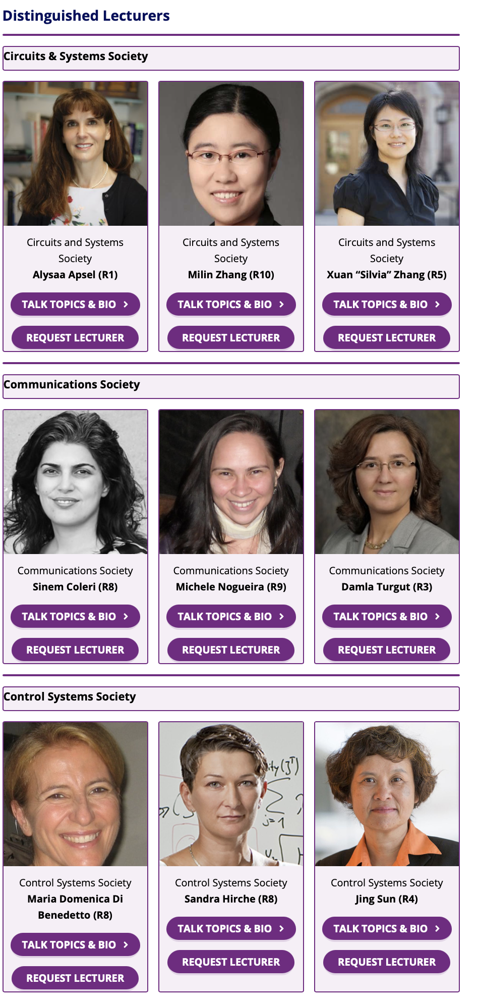 Distinguished Lecturers
Circuits & Systems Society
Circuits and Systems
Society
Alysaa Apsel (R1)
TALK TOPICS & BIO
REQUEST LECTURER
Circuits and Systems
Society
Milin Zhang (R10)
TALK TOPICS & BIO
REQUEST LECTURER
Circuits and Systems
Society
Xuan “Silvia” Zhang (R5)
TALK TOPICS & BIO
REQUEST LECTURER
Communications Society
Communications Society
Sinem Coleri (R8)
TALK TOPICS & BIO
REQUEST LECTURER
Communications Society
Michele Nogueira (R9)
TALK TOPICS & BIO
REQUEST LECTURER
Communications Society
Damla Turgut (R3)
TALK TOPICS & BIO
REQUEST LECTURER
Control Systems Society
Control Systems Society
Maria Domenica Di
Benedetto (R8)
TALK TOPICS & BIO
REQUEST LECTURER
j=1
Control Systems Society
Sandra Hirche (R8)
TALK TOPICS & BIO
REQUEST LECTURER
Control Systems Society
Jing Sun (R4)
TALK TOPICS & BIO
REQUEST LECTURER